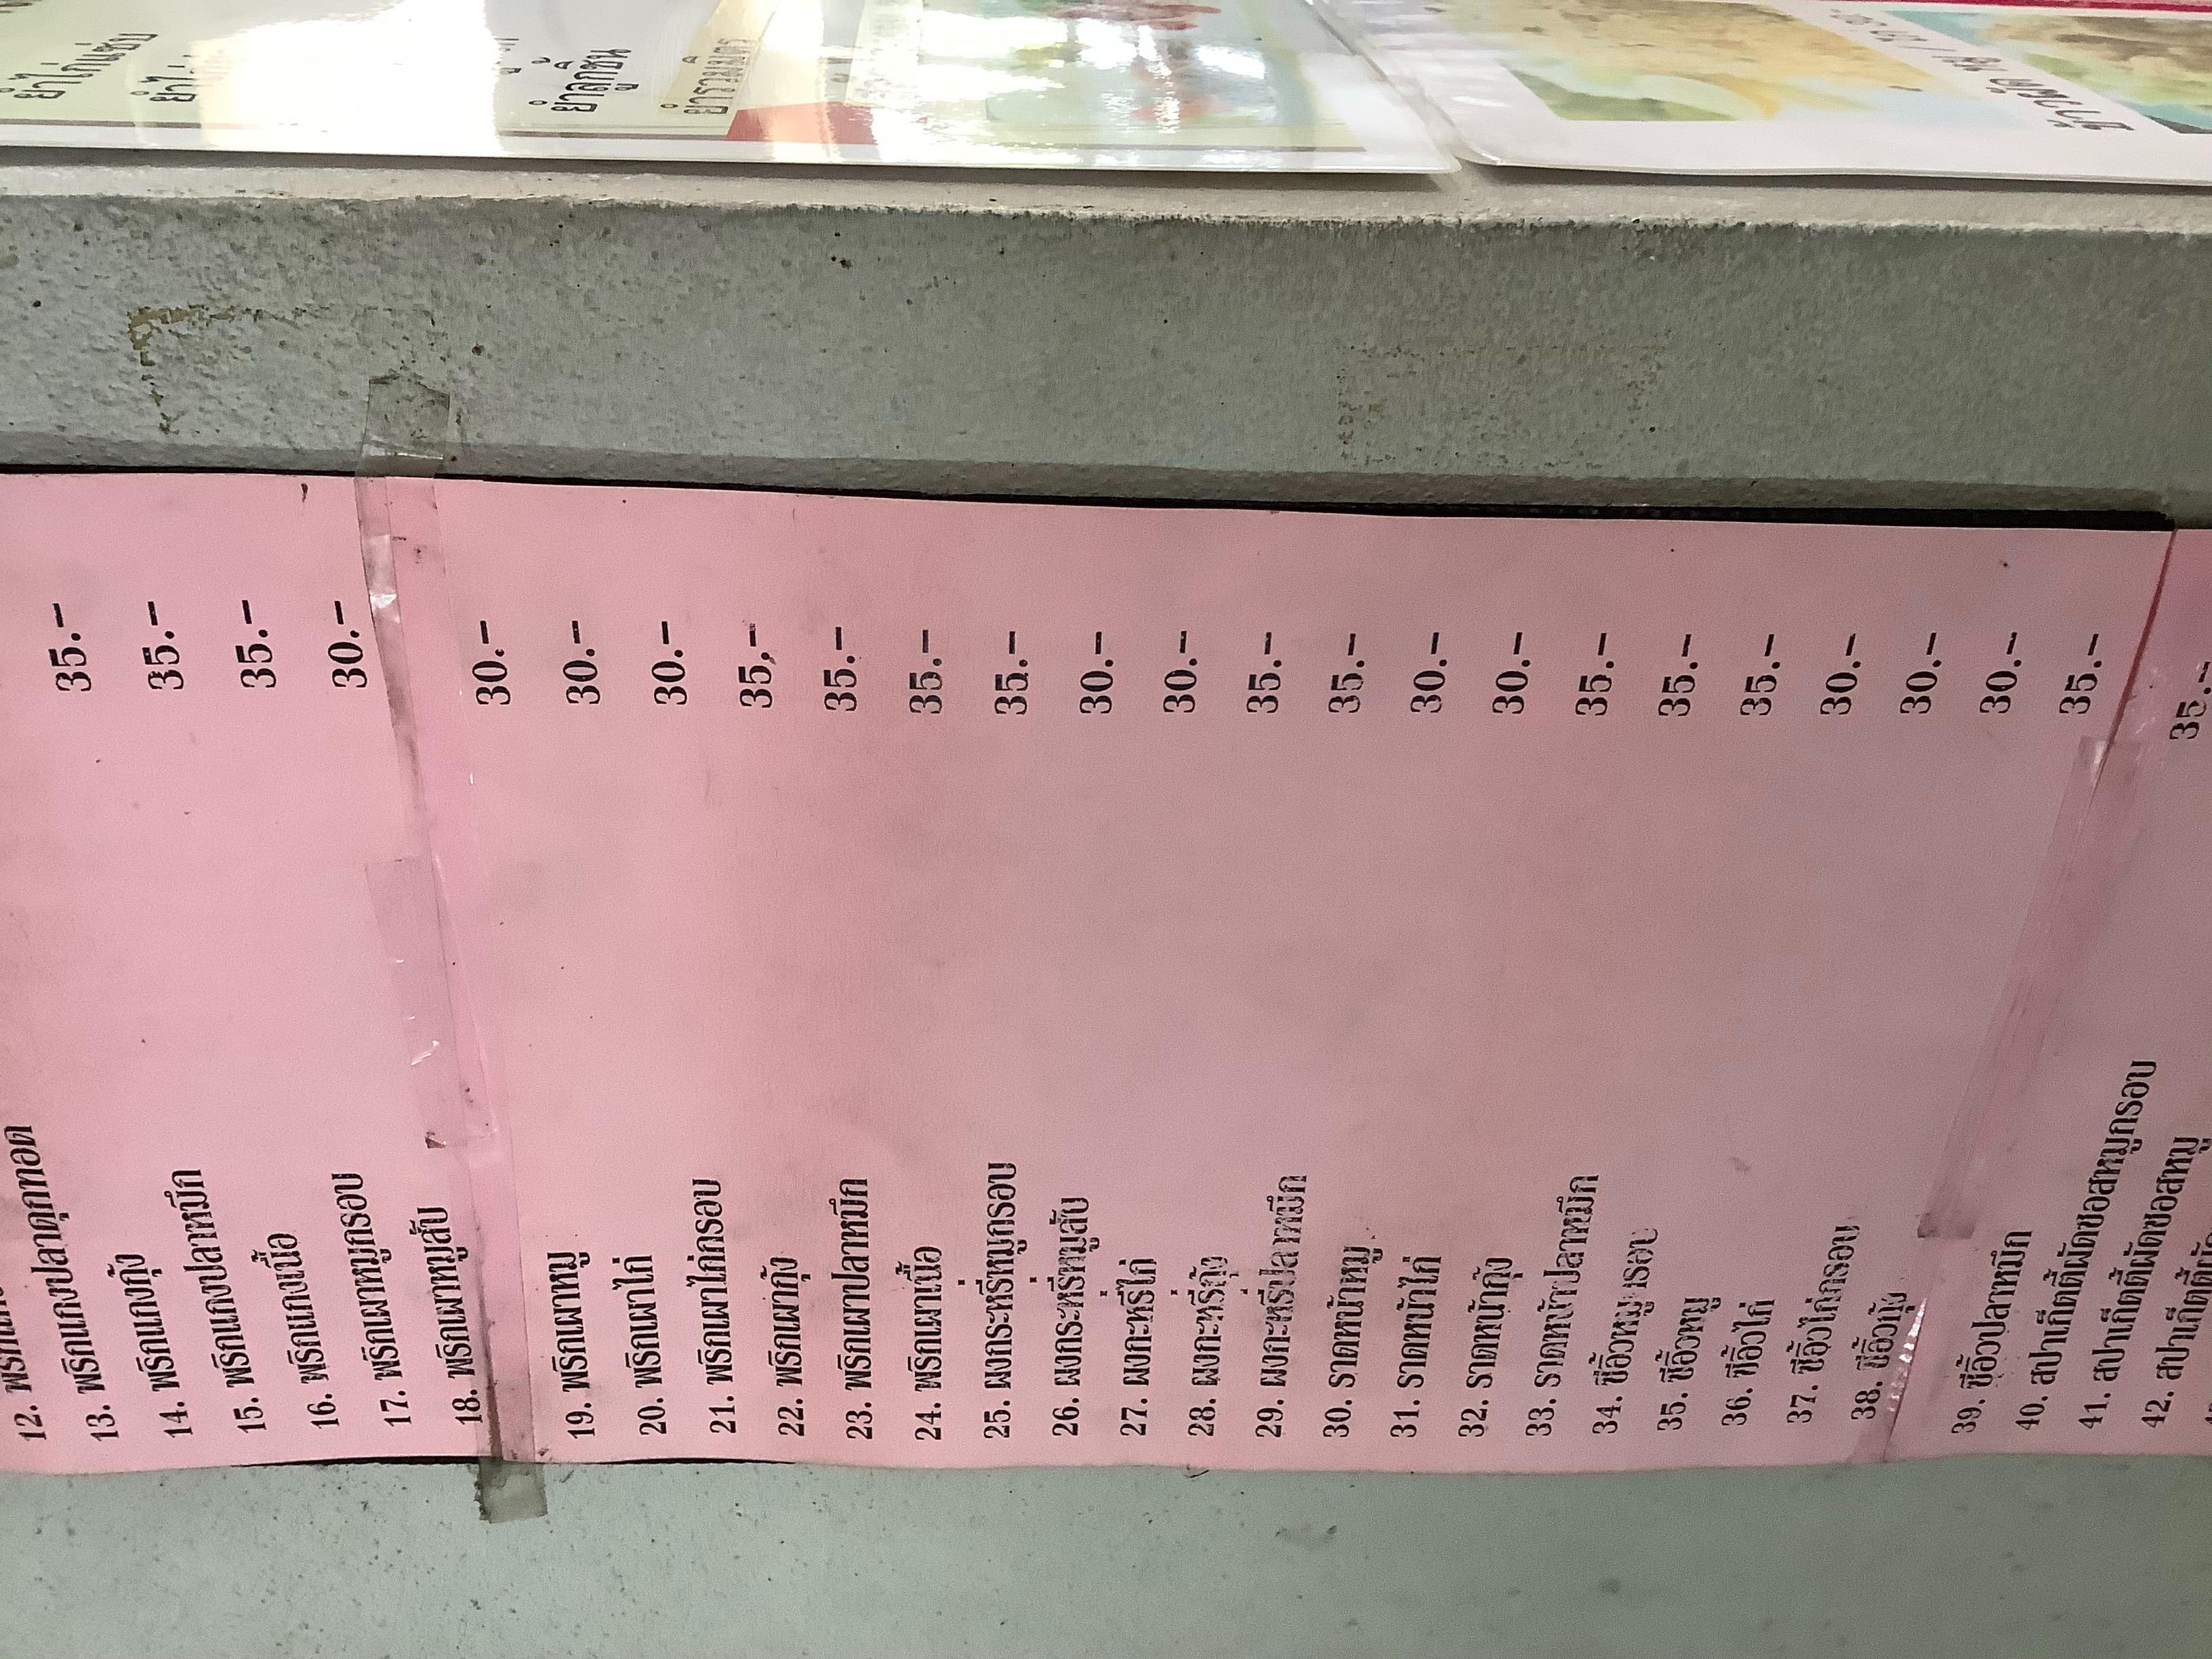 12.
13. พริกแกงปลาดุกทอด
14. พริกแกงกุ้ง
15. พริกแกงปลาหมึก 35.-
16. พริกแกงเนื้อ 35.-
17. พริกเผาหมูกรอบ 35.-
18. พริกเผาหมูสับ 30.-
19. พริกเผาหมู 30.-
20. พริกเผาไก่ 30.-
21. พริกเผาไก่กรอบ 30.-
22. พริกเผากุ้ง 35.-
23. พริกเผาปลาหมึก 35.-
24. พริกเผาเนื้อ 35.-
25. ผงกระหรี่หมูกรอบ 35.-
26. ผงกระหรี่หมูสับ 30.-
27. ผงกะหรี่ไก่ 30.-
28. ผงกะหรี่กุ้ง 35.-
29. ผงกะหรี่ปลาหมึก 35.-
30. ราดหน้าหมู 30.-
31. ราดหน้าไก่ 30.-
32. ราดหน้ากุ้ง 35.-
33. ราดหน้าปลาหมึก 35.-
34. ซีอิ้วหมูกรอบ 35.-
35. ซีอิ้วหมู 30.-
36. ซีอิ้วไก่ 30.-
37. ซีอิ้วไก่กรอบ 30.-
38. ซีอิ้วกุ้ง 35.-
39. ซีอิ้วปลาหมึก 35.-
40. สปาเก็ตตี้ผัดซอสหมูกรอบ
41. สปาเก็ตตี้ผัดซอสหมู
42. สปาเก็ตตี้
ยำไก่แซ่บ
ยำลูกชิ้น
ยำรวมมิตร
ข้าวผัด หมู /